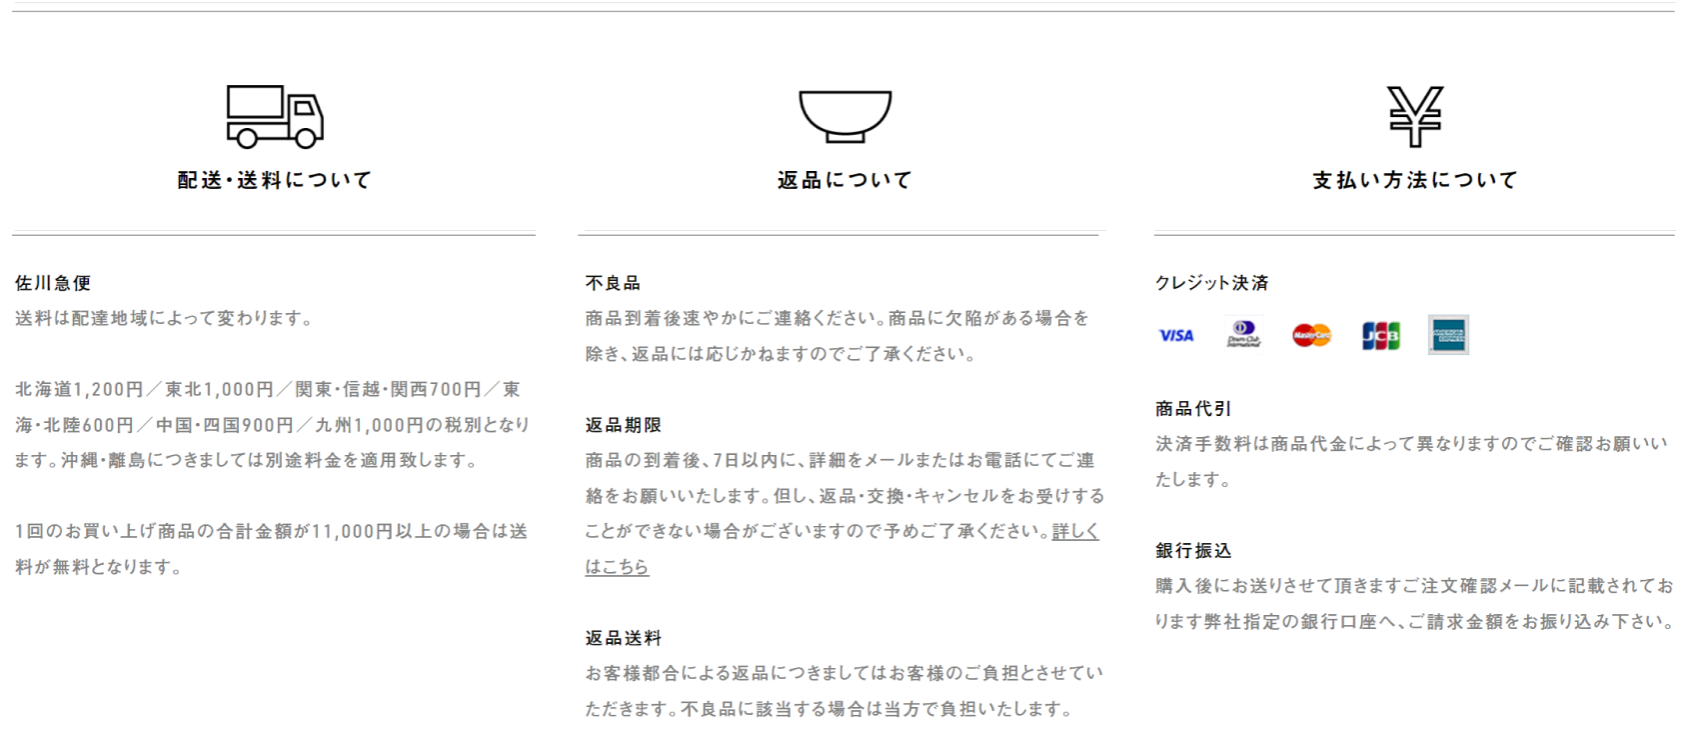 配送・送料について
佐川急便
送料は配達地域によって変わります。
北海道1,200円／東北1,000円／関東・信越・関西700円／東
海・北陸600円／中国・四国900円／九州1,000円の税別となり
ます。沖縄・離島につきましては別途料金を適用致します。
1回のお買い上げ商品の合計金額が11,000円以上の場合は送
料が無料となります。
返品について
不良品
商品到着後速やかにご連絡ください。商品に欠陥がある場合を
除き、返品には応じかねますのでご了承ください。
返品期限
商品の到着後、7日以内に、詳細をメールまたはお電話にてご連
絡をお願いいたします。但し、返品・交換・キャンセルをお受けする
ことができない場合がございますので予めご了承ください。詳しく
はこちら
返品送料
お客様都合による返品につきましてはお客様のご負担とさせてい
ただきます。不良品に該当する場合は当方で負担いたします。
¥
支払い方法について
クレジット決済
VISA Diners Club International MasterCard JCB AMERICAN EXPRESS
商品代引
決済手数料は商品代金によって異なりますのでご確認お願いい
たします。
銀行振込
購入後にお送りさせて頂きますご注文確認メールに記載されてお
ります弊社指定の銀行口座へ、ご請求金額をお振り込み下さい。